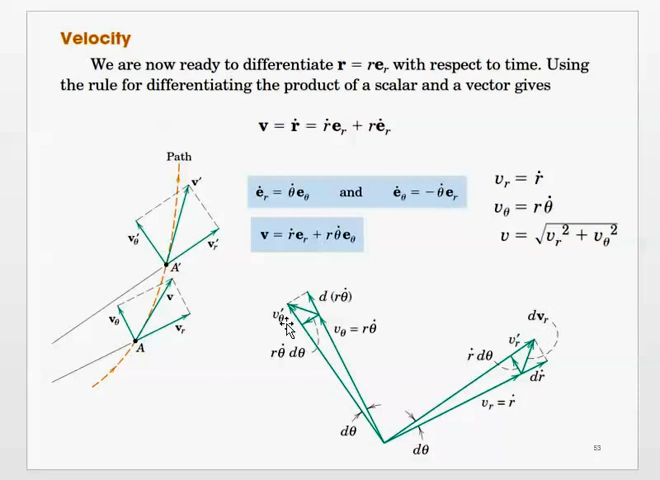 Velocity
We are now ready to differentiate r = re_r with respect to time. Using
the rule for differentiating the product of a scalar and a vector gives
v = ṙ = ṙe_r + rė_r
Path
ė_r = θ̇e_θ and ė_θ = −θ̇e_r
v_r = ṙ
v_θ = rθ̇
v = ṙe_r + rθ̇e_θ
v = √(v_r² + v_θ²)
v′
v′_θ
v′_r
A′
v
v_θ
v_r
A
d(rθ̇)
v′_θ
v_θ = rθ̇
rθ̇ dθ
dθ
dv_r
v′_r
ṙ dθ
dṙ
v_r = ṙ
dθ
53